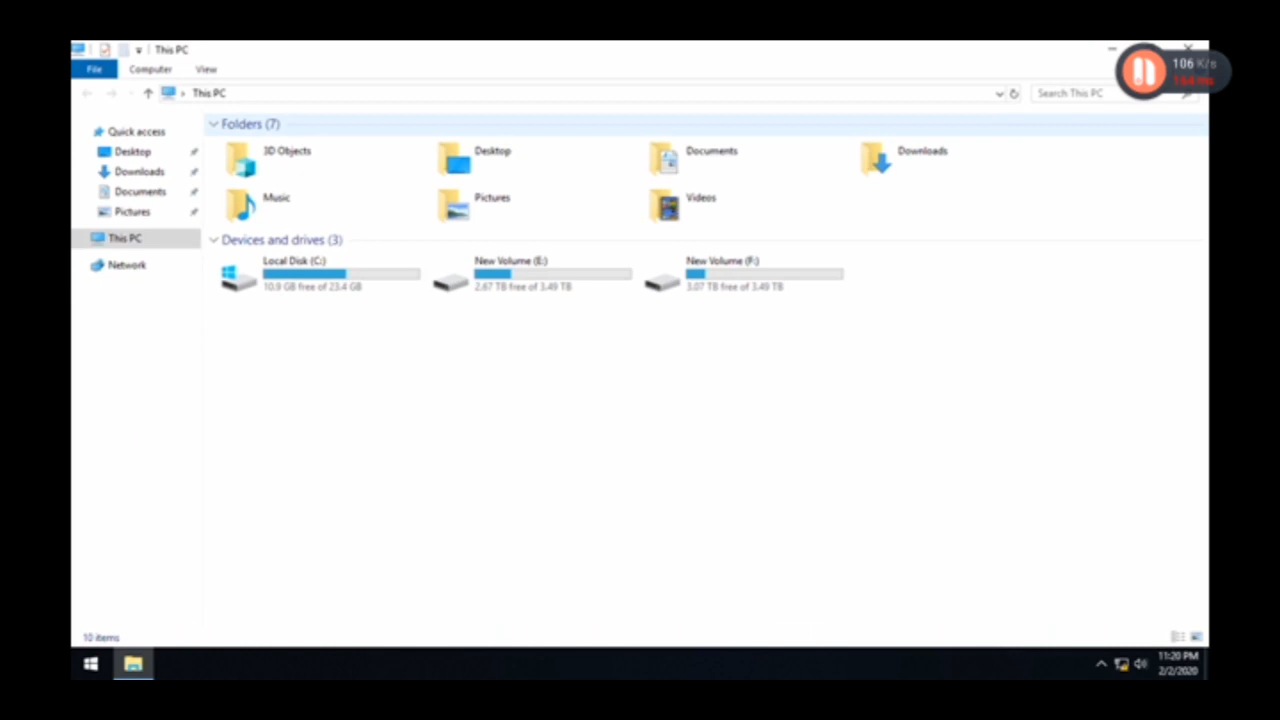 This PC
106 K/s
File Computer View
164 ms
This PC
Search This PC
Quick access
Desktop
Downloads
Documents
Pictures
This PC
Network
Folders (7)
3D Objects
Desktop
Documents
Downloads
Music
Pictures
Videos
Devices and drives (3)
Local Disk (C:)
10.9 GB free of 23.4 GB
New Volume (E:)
2.67 TB free of 3.49 TB
New Volume (F:)
3.07 TB free of 3.49 TB
10 items
11:20 PM
2/2/2020